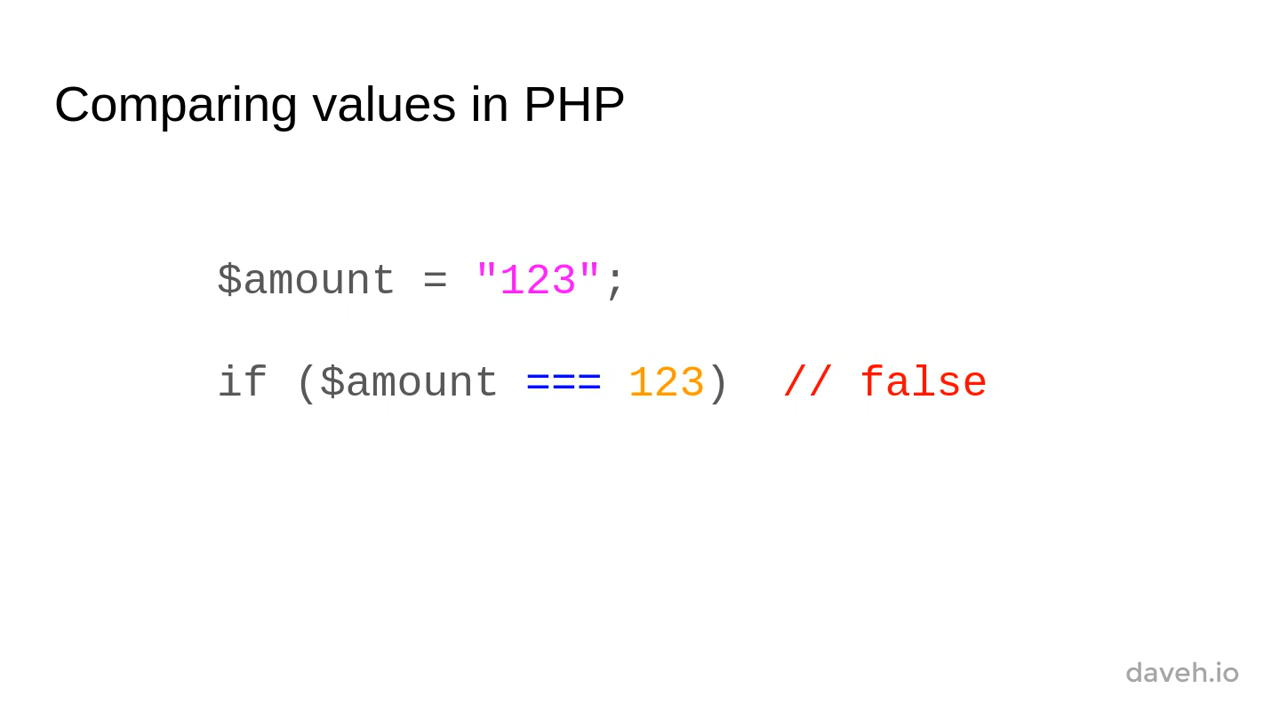 Comparing values in PHP
$amount = "123";
if ($amount === 123)  // false
daveh.io